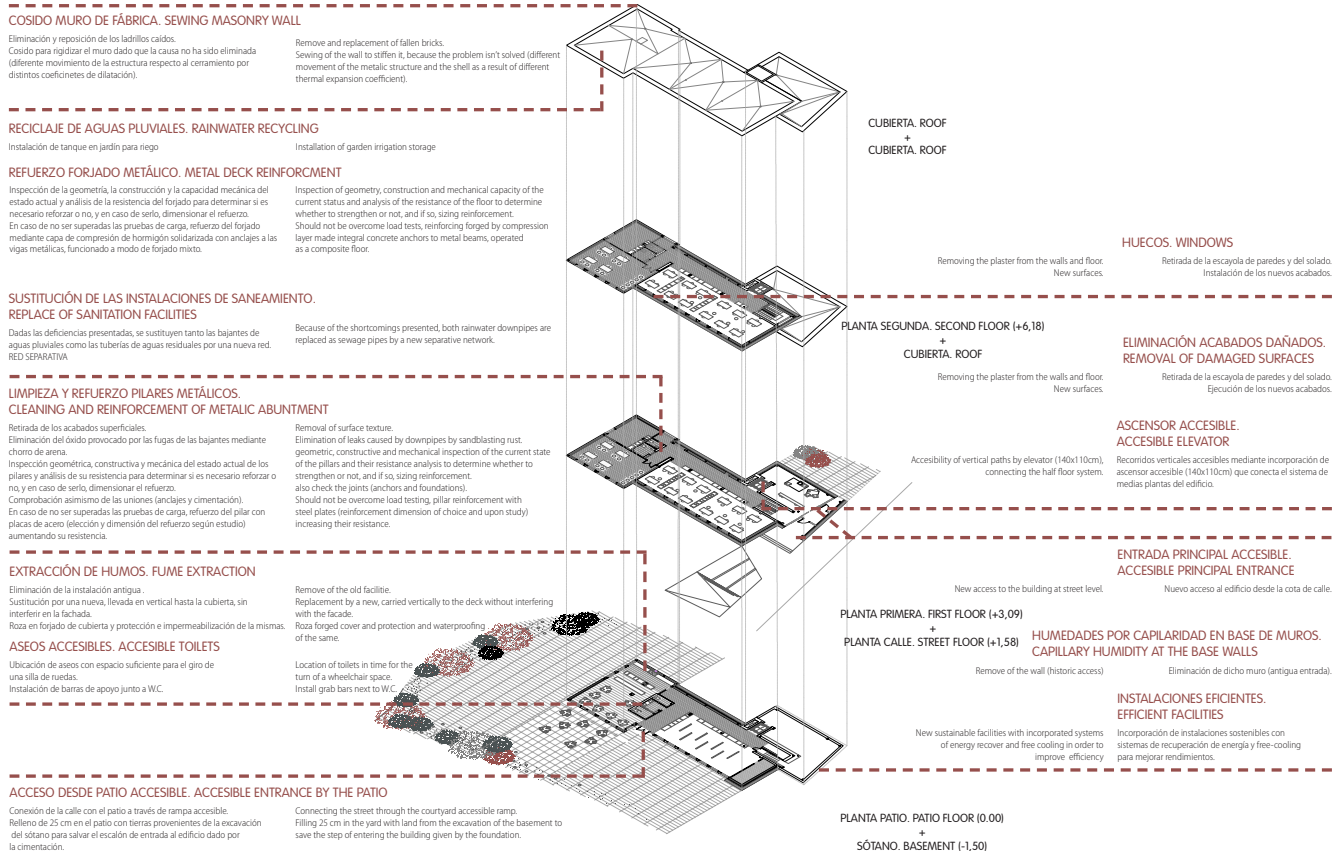 COSIDO MURO DE FÁBRICA. SEWING MASONRY WALL
Eliminación y reposición de los ladrillos caídos.
Cosido para rigidizar el muro dado que la causa no ha sido eliminada
(diferente movimiento de la estructura respecto al cerramiento por
distintos coeficinetes de dilatación).
Remove and replacement of fallen bricks.
Sewing of the wall to stiffen it, because the problem isn't solved (different
movement of the metalic structure and the shell as a result of different
thermal expansion coefficient).
RECICLAJE DE AGUAS PLUVIALES. RAINWATER RECYCLING
Instalación de tanque en jardín para riego
Installation of garden irrigation storage
REFUERZO FORJADO METÁLICO. METAL DECK REINFORCMENT
Inspección de la geometría, la construcción y la capacidad mecánica del
estado actual y análisis de la resistencia del forjado para determinar si es
necesario reforzar o no, y en caso de serlo, dimensionar el refuerzo.
En caso de no ser superadas las pruebas de carga, refuerzo del forjado
mediante capa de compresión de hormigón solidarizada con anclajes a las
vigas metálicas, funcionado a modo de forjado mixto.
Inspection of geometry, construction and mechanical capacity of the
current status and analysis of the resistance of the floor to determine
whether to strengthen or not, and if so, sizing reinforcement.
Should not be overcome load tests, reinforcing forged by compression
layer made integral concrete anchors to metal beams, operated
as a composite floor.
SUSTITUCIÓN DE LAS INSTALACIONES DE SANEAMIENTO.
REPLACE OF SANITATION FACILITIES
Dadas las deficiencias presentadas, se sustituyen tanto las bajantes de
aguas pluviales como las tuberías de aguas residuales por una nueva red.
RED SEPARATIVA
Because of the shortcomings presented, both rainwater downpipes are
replaced as sewage pipes by a new separative network.
LIMPIEZA Y REFUERZO PILARES METÁLICOS.
CLEANING AND REINFORCEMENT OF METALIC ABUNTMENT
Retirada de los acabados superficiales.
Eliminación del óxido provocado por las fugas de las bajantes mediante
chorro de arena.
Inspección geométrica, constructiva y mecánica del estado actual de los
pilares y análisis de su resistencia para determinar si es necesario reforzar o
no, y en caso de serlo, dimensionar el refuerzo.
Comprobación asimismo de las uniones (anclajes y cimentación).
En caso de no ser superadas las pruebas de carga, refuerzo del pilar con
placas de acero (elección y dimensión del refuerzo según estudio)
aumentando su resistencia.
Removal of surface texture.
Elimination of leaks caused by downpipes by sandblasting rust.
geometric, constructive and mechanical inspection of the current state
of the pillars and their resistance analysis to determine whether to
strengthen or not, and if so, sizing reinforcement.
also check the joints (anchors and foundations).
Should not be overcome load testing, pillar reinforcement with
steel plates (reinforcement dimension of choice and upon study)
increasing their resistance.
EXTRACCIÓN DE HUMOS. FUME EXTRACTION
Eliminación de la instalación antigua .
Sustitución por una nueva, llevada en vertical hasta la cubierta, sin
interferir en la fachada.
Roza en forjado de cubierta y protección e impermeabilización de la mismas.
Remove of the old facilitie.
Replacement by a new, carried vertically to the deck without interfering
with the facade.
Roza forged cover and protection and waterproofing
of the same.
ASEOS ACCESIBLES. ACCESIBLE TOILETS
Ubicación de aseos con espacio suficiente para el giro de
una silla de ruedas.
Instalación de barras de apoyo junto a W.C.
Location of toilets in time for the
turn of a wheelchair space.
Install grab bars next to W.C.
ACCESO DESDE PATIO ACCESIBLE. ACCESIBLE ENTRANCE BY THE PATIO
Conexión de la calle con el patio a través de rampa accesible.
Relleno de 25 cm en el patio con tierras provenientes de la excavación
del sótano para salvar el escalón de entrada al edificio dado por
la cimentación.
Connecting the street through the courtyard accessible ramp.
Filling 25 cm in the yard with land from the excavation of the basement to
save the step of entering the building given by the foundation.
CUBIERTA. ROOF
+
CUBIERTA. ROOF
PLANTA SEGUNDA. SECOND FLOOR (+6,18)
+
CUBIERTA. ROOF
PLANTA PRIMERA. FIRST FLOOR (+3,09)
+
PLANTA CALLE. STREET FLOOR (+1,58)
PLANTA PATIO. PATIO FLOOR (0.00)
+
SÓTANO. BASEMENT (-1,50)
HUECOS. WINDOWS
Removing the plaster from the walls and floor.
New surfaces.
Retirada de la escayola de paredes y del solado.
Instalación de los nuevos acabados.
ELIMINACIÓN ACABADOS DAÑADOS.
REMOVAL OF DAMAGED SURFACES
Removing the plaster from the walls and floor.
New surfaces.
Retirada de la escayola de paredes y del solado.
Ejecución de los nuevos acabados.
ASCENSOR ACCESIBLE.
ACCESIBLE ELEVATOR
Accesibility of vertical paths by elevator (140x110cm),
connecting the half floor system.
Recorridos verticales accesibles mediante incorporación de
ascensor accesible (140x110cm) que conecta el sistema de
medias plantas del edificio.
ENTRADA PRINCIPAL ACCESIBLE.
ACCESIBLE PRINCIPAL ENTRANCE
New access to the building at street level.
Nuevo acceso al edificio desde la cota de calle.
HUMEDADES POR CAPILARIDAD EN BASE DE MUROS.
CAPILLARY HUMIDITY AT THE BASE WALLS
Remove of the wall (historic access)
Eliminación de dicho muro (antigua entrada).
INSTALACIONES EFICIENTES.
EFFICIENT FACILITIES
New sustainable facilities with incorporated systems
of energy recover and free cooling in order to
improve efficiency
Incorporación de instalaciones sostenibles con
sistemas de recuperación de energía y free-cooling
para mejorar rendimientos.